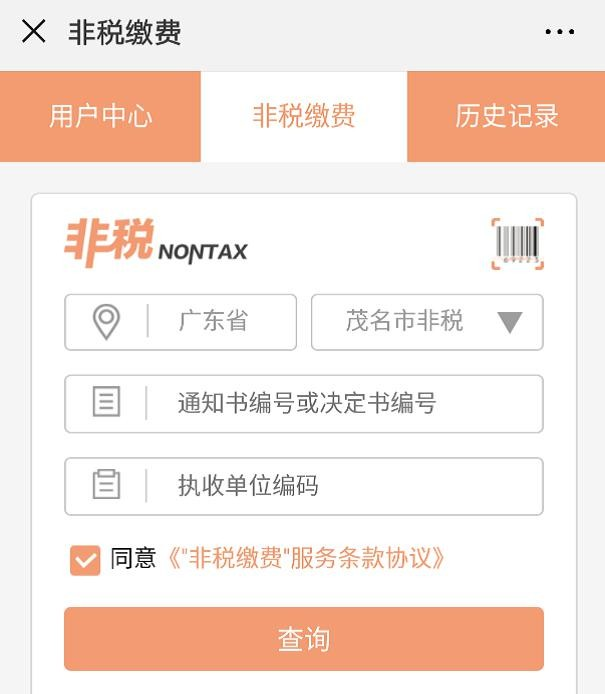 非税缴费
用户中心 非税缴费 历史记录
非税 NONTAX
广东省 茂名市非税
通知书编号或决定书编号
执收单位编码
同意《"非税缴费"服务条款协议》
查询